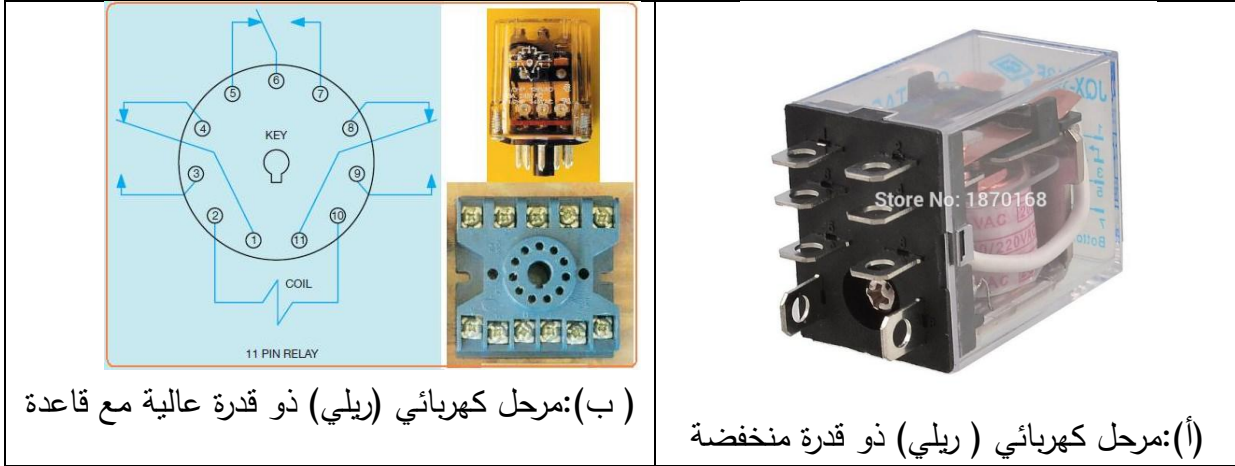 6
5
7
4
8
KEY
3
9
2
10
1
11
COIL
11 PIN RELAY
( ب):مرحل كهربائي (ريلي) ذو قدرة عالية مع قاعدة
Store No: 1870168
(أ):مرحل كهربائي ( ريلي) ذو قدرة منخفضة